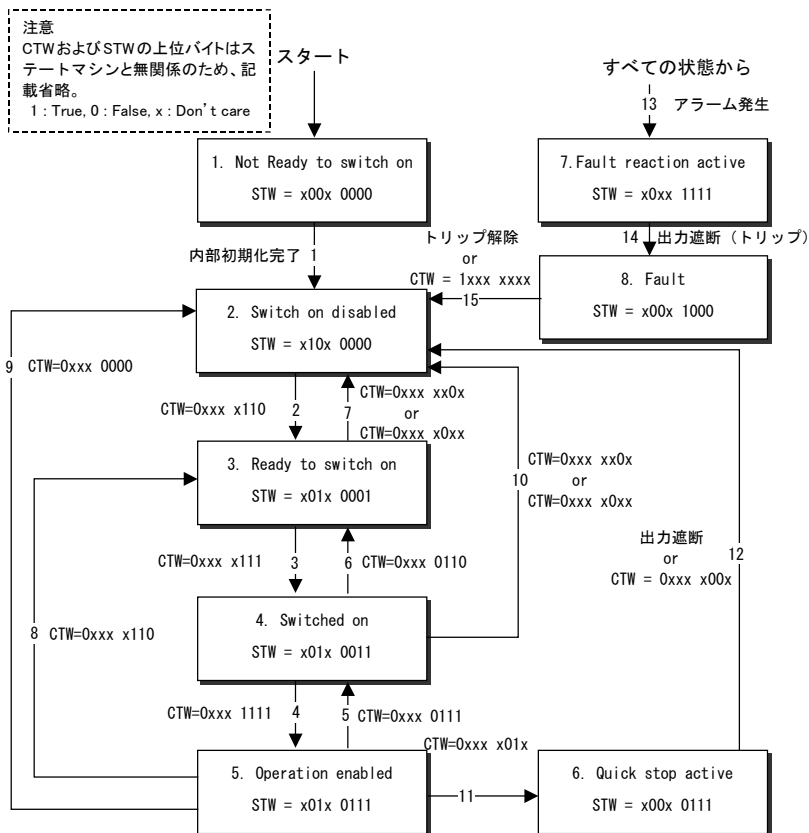 注意
CTWおよびSTWの上位バイトはス
テートマシンと無関係のため、記
載省略。
1 : True, 0 : False, x : Don't care
スタート
すべての状態から
13 アラーム発生
1. Not Ready to switch on
STW = x00x 0000
7.Fault reaction active
STW = x0xx 1111
内部初期化完了 1
トリップ解除
or
CTW = 1xxx xxxx
15
14 出力遮断（トリップ）
8. Fault
STW = x00x 1000
2. Switch on disabled
STW = x10x 0000
9 CTW=0xxx 0000
CTW=0xxx x110 2
7
CTW=0xxx xx0x
or
CTW=0xxx x0xx
3. Ready to switch on
STW = x01x 0001
10
CTW=0xxx xx0x
or
CTW=0xxx x0xx
CTW=0xxx x111 3
6 CTW=0xxx 0110
出力遮断
or
CTW = 0xxx x00x
12
4. Switched on
STW = x01x 0011
8 CTW=0xxx x110
CTW=0xxx 1111 4
5 CTW=0xxx 0111
CTW=0xxx x01x
11
5. Operation enabled
STW = x01x 0111
6. Quick stop active
STW = x00x 0111